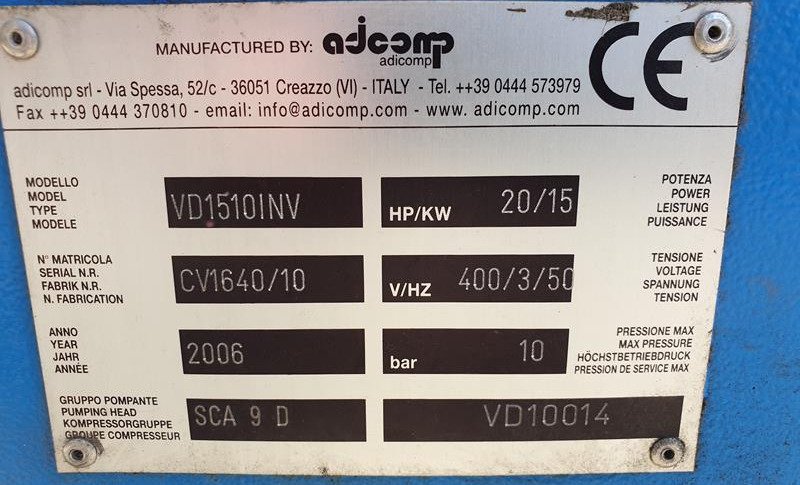 MANUFACTURED BY: adicomp
adicomp
CE
adicomp srl - Via Spessa, 52/c - 36051 Creazzo (VI) - ITALY - Tel. ++39 0444 573979
Fax ++39 0444 370810 - email: info@adicomp.com - www. adicomp.com
MODELLO
MODEL
TYPE
MODELE
VD1510INV
HP/KW 20/15
POTENZA
POWER
LEISTUNG
PUISSANCE
N° MATRICOLA
SERIAL N.R.
FABRIK N.R.
N. FABRICATION
CV1640/10
V/HZ 400/3/50
TENSIONE
VOLTAGE
SPANNUNG
TENSION
ANNO
YEAR
JAHR
ANNÉE
2006
bar 10
PRESSIONE MAX
MAX PRESSURE
HÖCHSTBETRIEBDRUCK
PRESSION DE SERVICE MAX
GRUPPO POMPANTE
PUMPING HEAD
KOMPRESSORGRUPPE
GROUPE COMPRESSEUR
SCA 9 D
VD10014